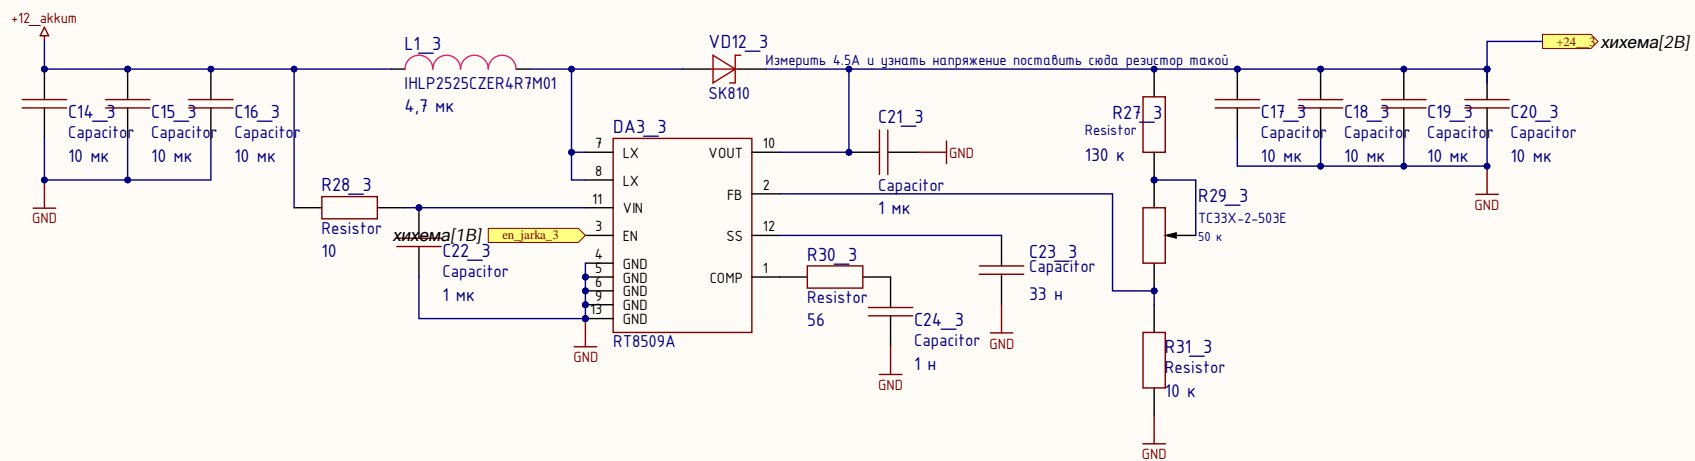 +12__akkum
L1__3
IHLP2525CZER4R7M01
4,7 мк
VD12__3
SK810
Измерить 4.5А и узнать напряжение поставить сюда резистор такой
+24__3
хихема[2В]
C14__3
Capacitor
10 мк
C15__3
Capacitor
10 мк
C16__3
Capacitor
10 мк
GND
R28__3
Resistor
10
хихема[1В]
en_jarka_3
C22__3
Capacitor
1 мк
DA3__3
7
LX
8
LX
11
VIN
3
EN
4
GND
5
GND
6
GND
9
GND
13
GND
VOUT
10
FB
2
SS
12
COMP
1
RT8509A
GND
C21__3
GND
Capacitor
1 мк
R30__3
Resistor
56
C24__3
Capacitor
1 н
GND
C23__3
Capacitor
33 н
GND
R27__3
Resistor
130 к
R29__3
TC33X-2-503E
50 к
R31__3
Resistor
10 к
GND
C17__3
Capacitor
10 мк
C18__3
Capacitor
10 мк
C19__3
Capacitor
10 мк
C20__3
Capacitor
10 мк
GND